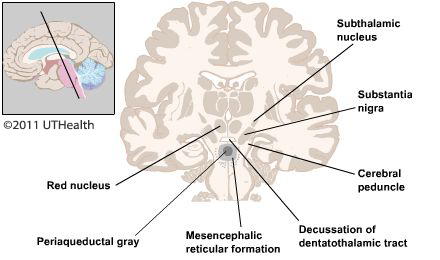 Subthalamic
nucleus
Substantia
nigra
©2011 UTHealth
Cerebral
peduncle
Red nucleus
Decussation of
dentatothalamic tract
Mesencephalic
reticular formation
Periaqueductal gray